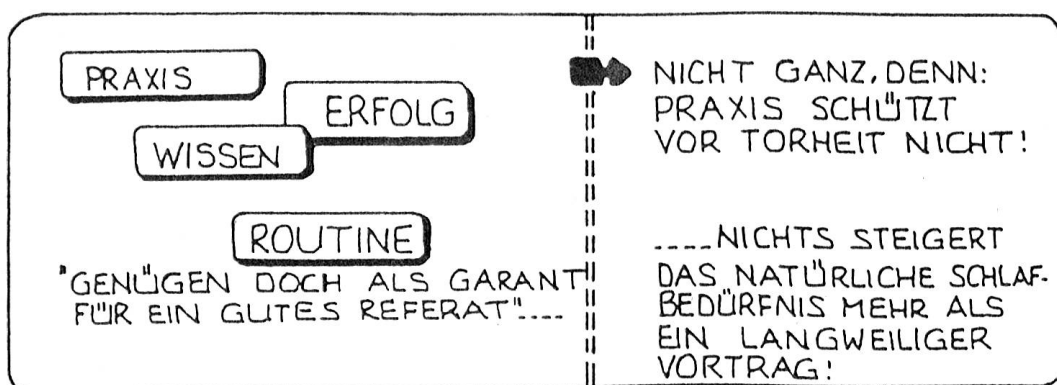 PRAXIS
ERFOLG
WISSEN
ROUTINE
"GENÜGEN DOCH ALS GARANT
FÜR EIN GUTES REFERAT"....
NICHT GANZ, DENN:
PRAXIS SCHÜTZT
VOR TORHEIT NICHT!
....NICHTS STEIGERT
DAS NATÜRLICHE SCHLAF-
BEDÜRFNIS MEHR ALS
EIN LANGWEILIGER
VORTRAG!